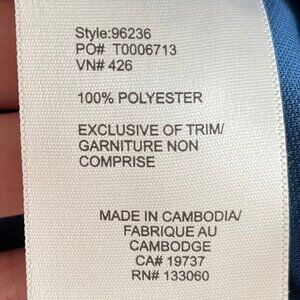 Style:96236
PO# T0006713
VN# 426
100% POLYESTER
EXCLUSIVE OF TRIM/
GARNITURE NON
COMPRISE
MADE IN CAMBODIA/
FABRIQUE AU
CAMBODGE
CA# 19737
RN# 133060